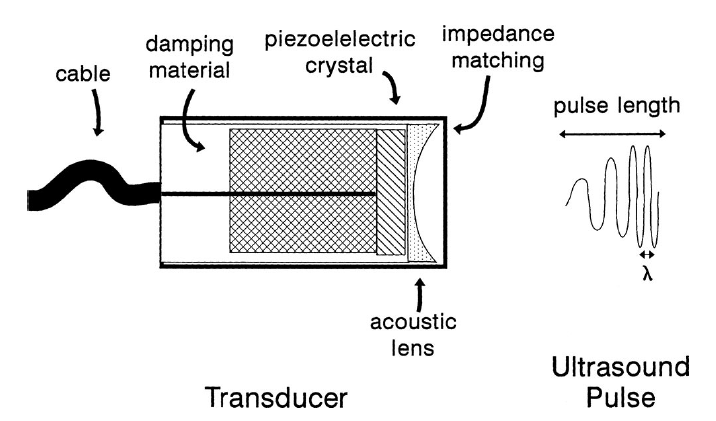 cable
damping
material
piezoelelectric
crystal
impedance
matching
pulse length
λ
acoustic
lens
Transducer
Ultrasound
Pulse